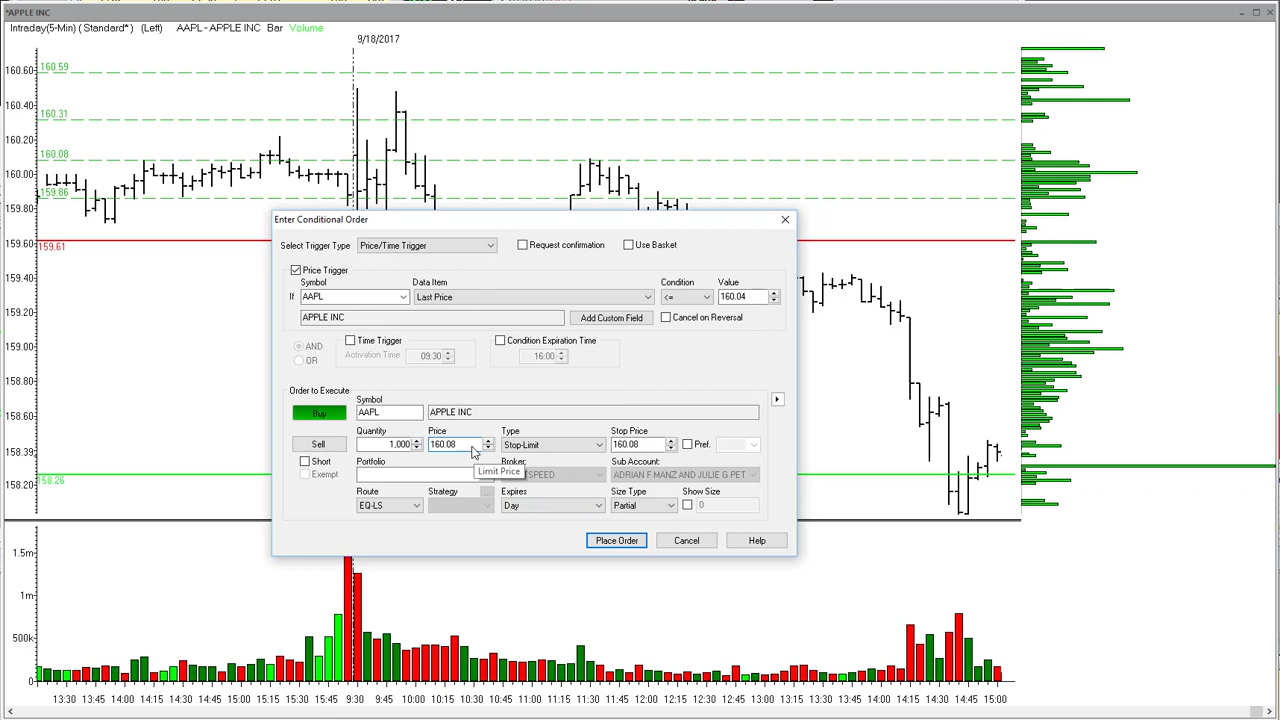 *APPLE INC
Intraday(5-Min) ( Standard* ) (Left) AAPL - APPLE INC Bar Volume
9/18/2017
160.60
160.40
160.20
160.00
159.80
159.60
159.40
159.20
159.00
158.80
158.60
158.39
158.20
160.59
160.31
160.08
159.86
159.61
158.26
Enter Conditional Order
Select Trigger Type Price/Time Trigger Request confirmation Use Basket
Price Trigger
Symbol Data Item Condition Value
If AAPL Last Price <= 160.04
APPLE INC Add Custom Field Cancel on Reversal
AND Time Trigger Condition Expiration Time
OR Activation Time 09:30 16:00
Order to Execute
Symbol
Buy AAPL APPLE INC
Quantity Price Type Stop Price
Sell 1,000 160.08 Stop-Limit 160.08 Pref.
Short Portfolio Broker Sub Account
Limit Price
Exempt SPEED ADRIAN F MANZ AND JULIE G PET
Route Strategy ... Expires Size Type Show Size
EQ-LS Day Partial 0
Place Order Cancel Help
1.5m
1m
500k
0
13:30 13:45 14:00 14:15 14:30 14:45 15:00 15:15 15:30 15:45 9:30 9:45 10:00 10:15 10:30 10:45 11:00 11:15 11:30 11:45 12:00 12:15 12:30 12:45 13:00 13:15 13:30 13:45 14:00 14:15 14:30 14:45 15:00